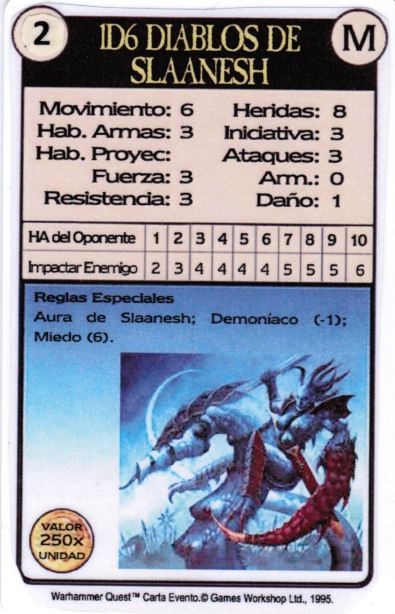 2
1D6 DIABLOS DE
M
SLAANESH
Movimiento: 6 Heridas: 8
Hab. Armas: 3 Iniciativa: 3
Hab. Proyec: Ataques: 3
Fuerza: 3 Arm.: 0
Resistencia: 3 Daño: 1
HA del Oponente 1 2 3 4 5 6 7 8 9 10
Impactar Enemigo 2 3 4 4 4 4 5 5 5 6
Reglas Especiales
Aura de Slaanesh; Demoníaco (-1);
Miedo (6).
VALOR
250x
UNIDAD
Warhammer Quest™ Carta Evento.© Games Workshop Ltd., 1995.